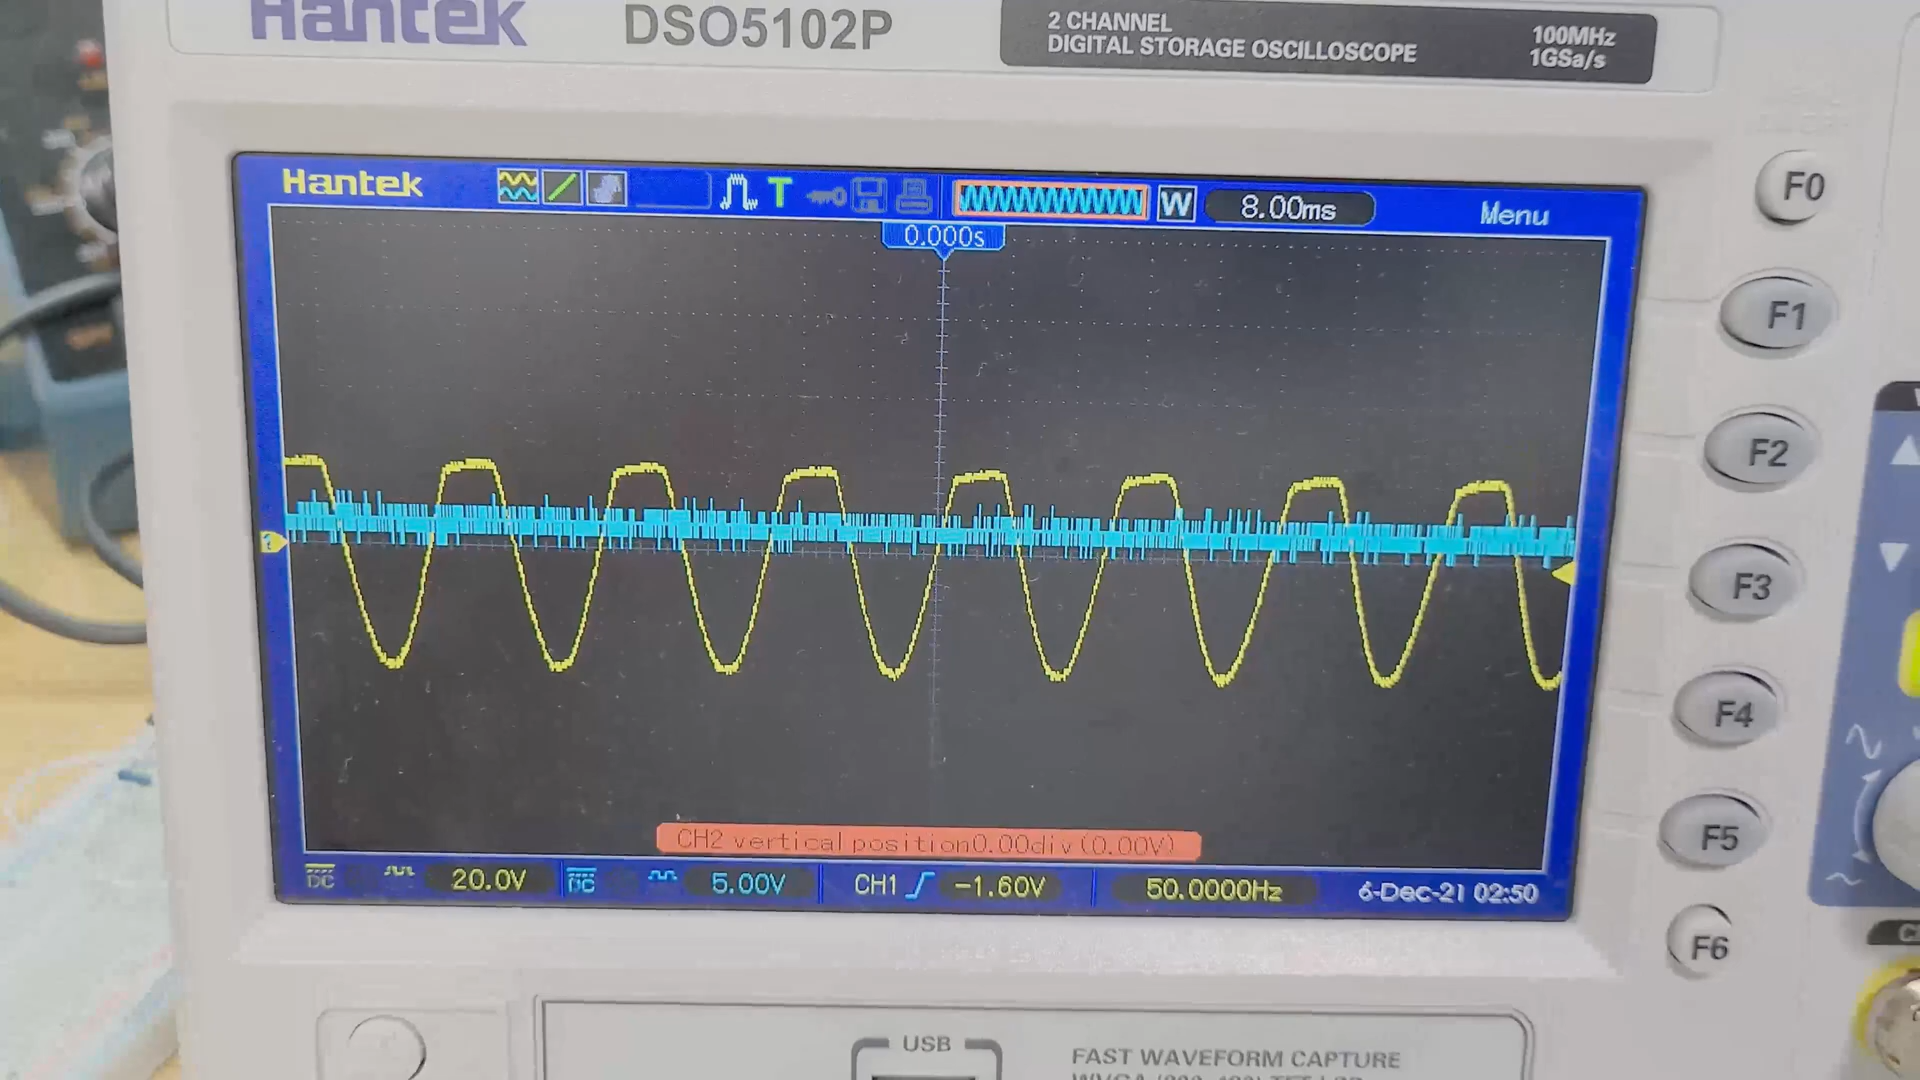 Hantek DSO5102P
2 CHANNEL
DIGITAL STORAGE OSCILLOSCOPE
100MHz
1GSa/s
Hantek T W 8.00ms Menu
0.000s
F0
F1
F2
F3
F4
F5
F6
CH2 vertical position0.00div(0.00V)
DC 20.0V DC 5.00V CH1 -1.60V 50.0000Hz 6-Dec-21 02:50
USB
FAST WAVEFORM CAPTURE